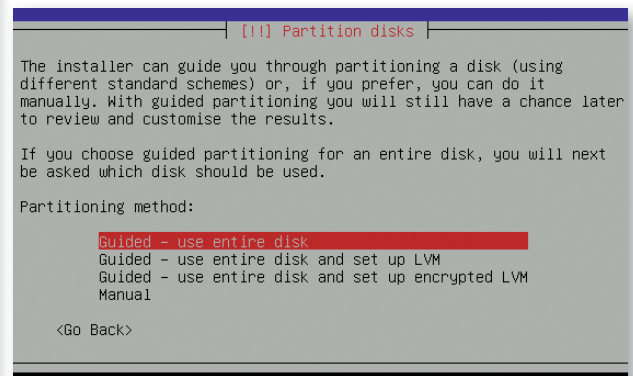 [!!] Partition disks
The installer can guide you through partitioning a disk (using
different standard schemes) or, if you prefer, you can do it
manually. With guided partitioning you will still have a chance later
to review and customise the results.
If you choose guided partitioning for an entire disk, you will next
be asked which disk should be used.
Partitioning method:
Guided - use entire disk
Guided - use entire disk and set up LVM
Guided - use entire disk and set up encrypted LVM
Manual
<Go Back>